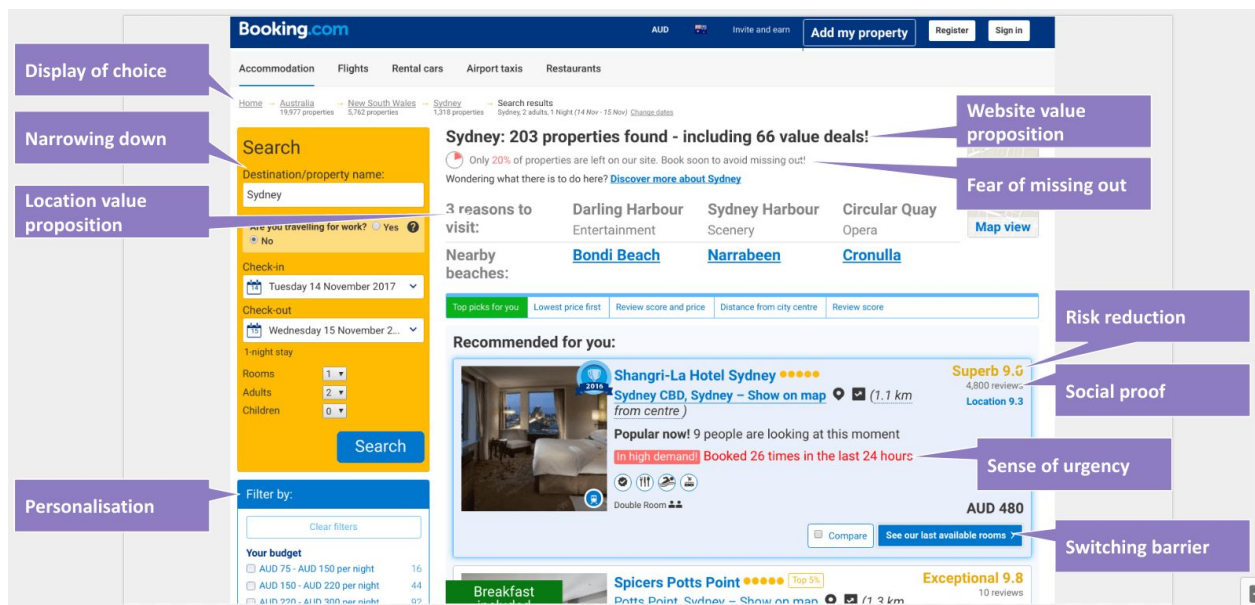 Booking.com
AUD
Invite and earn
Add my property
Register
Sign in
Display of choice
Accommodation Flights Rental cars Airport taxis Restaurants
Home → Australia → New South Wales → Sydney → Search results
19,977 properties 5,762 properties 1,318 properties Sydney, 2 adults, 1 Night (14 Nov - 15 Nov) Change dates
Website value
proposition
Narrowing down
Search
Destination/property name:
Sydney
Sydney: 203 properties found - including 66 value deals!
Only 20% of properties are left on our site. Book soon to avoid missing out!
Wondering what there is to do here? Discover more about Sydney
Fear of missing out
Location value
proposition
Are you travelling for work? Yes ?
No
3 reasons to
visit:
Darling Harbour
Entertainment
Sydney Harbour
Scenery
Circular Quay
Opera
Map view
Nearby
beaches:
Bondi Beach
Narrabeen
Cronulla
Check-in
14 Tuesday 14 November 2017
Check-out
15 Wednesday 15 November 2...
1-night stay
Rooms 1
Adults 2
Children 0
Search
Top picks for you Lowest price first Review score and price Distance from city centre Review score
Risk reduction
Recommended for you:
2016
Shangri-La Hotel Sydney
Superb 9.0
4,800 reviews
Location 9.3
Social proof
Sydney CBD, Sydney – Show on map (1.1 km
from centre )
Popular now! 9 people are looking at this moment
In high demand! Booked 26 times in the last 24 hours
Sense of urgency
Double Room
AUD 480
Compare
See our last available rooms
Switching barrier
Personalisation
Filter by:
Clear filters
Your budget
AUD 75 - AUD 150 per night 16
AUD 150 - AUD 220 per night 44
AUD 220 - AUD 300 per night 92
Breakfast
included
Spicers Potts Point Top 5%
Exceptional 9.8
10 reviews
Potts Point, Sydney – Show on map (1.3 km